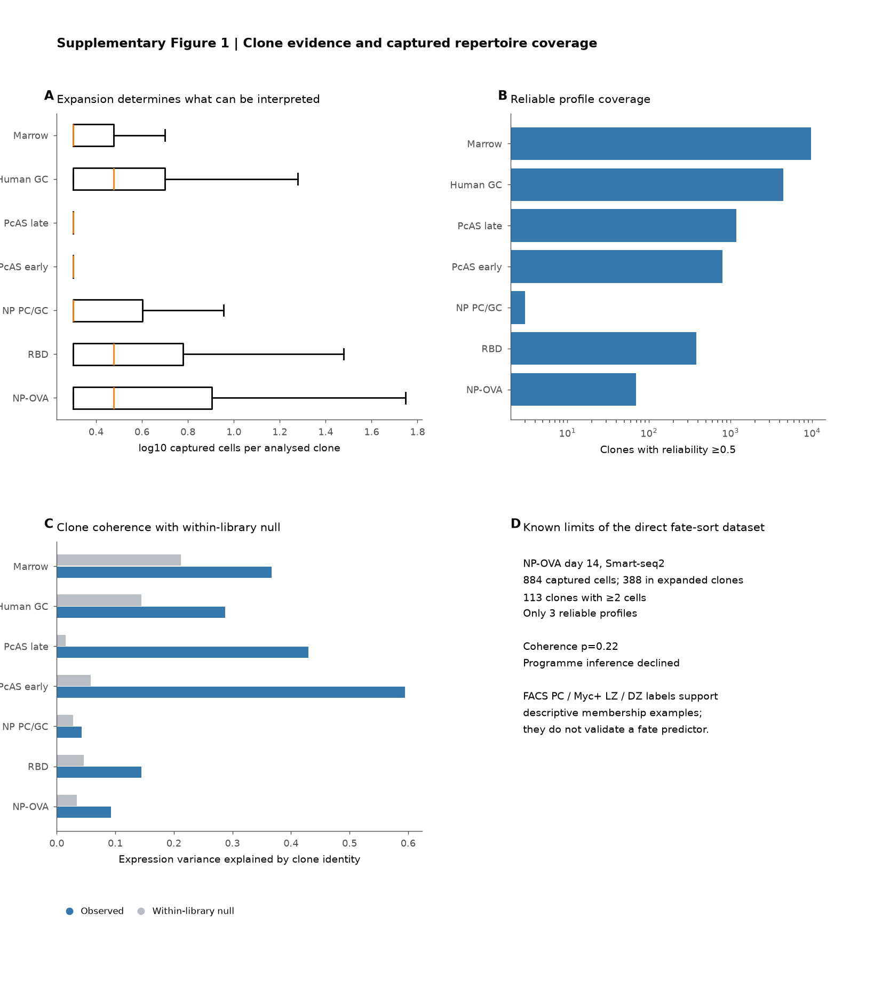 Supplementary Figure 1 | Clone evidence and captured repertoire coverage
A Expansion determines what can be interpreted
Marrow
Human GC
PcAS late
PcAS early
NP PC/GC
RBD
NP-OVA
0.4 0.6 0.8 1.0 1.2 1.4 1.6 1.8
log10 captured cells per analysed clone
B Reliable profile coverage
Marrow
Human GC
PcAS late
PcAS early
NP PC/GC
RBD
NP-OVA
10¹ 10² 10³ 10⁴
Clones with reliability ≥0.5
C Clone coherence with within-library null
Marrow
Human GC
PcAS late
PcAS early
NP PC/GC
RBD
NP-OVA
0.0 0.1 0.2 0.3 0.4 0.5 0.6
Expression variance explained by clone identity
Observed Within-library null
D Known limits of the direct fate-sort dataset
NP-OVA day 14, Smart-seq2
884 captured cells; 388 in expanded clones
113 clones with ≥2 cells
Only 3 reliable profiles
Coherence p=0.22
Programme inference declined
FACS PC / Myc+ LZ / DZ labels support
descriptive membership examples;
they do not validate a fate predictor.